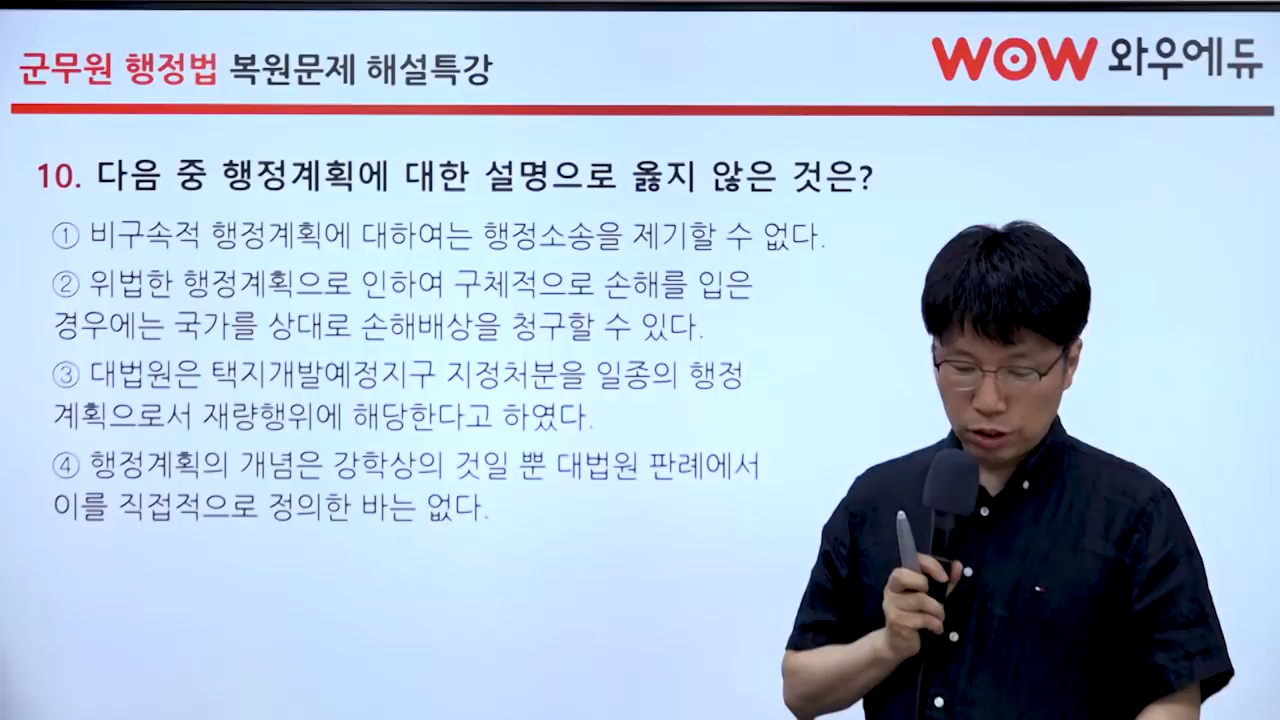 군무원 행정법 복원문제 해설특강
WOW 와우에듀
10. 다음 중 행정계획에 대한 설명으로 옳지 않은 것은?
① 비구속적 행정계획에 대하여는 행정소송을 제기할 수 없다.
② 위법한 행정계획으로 인하여 구체적으로 손해를 입은
경우에는 국가를 상대로 손해배상을 청구할 수 있다.
③ 대법원은 택지개발예정지구 지정처분을 일종의 행정
계획으로서 재량행위에 해당한다고 하였다.
④ 행정계획의 개념은 강학상의 것일 뿐 대법원 판례에서
이를 직접적으로 정의한 바는 없다.